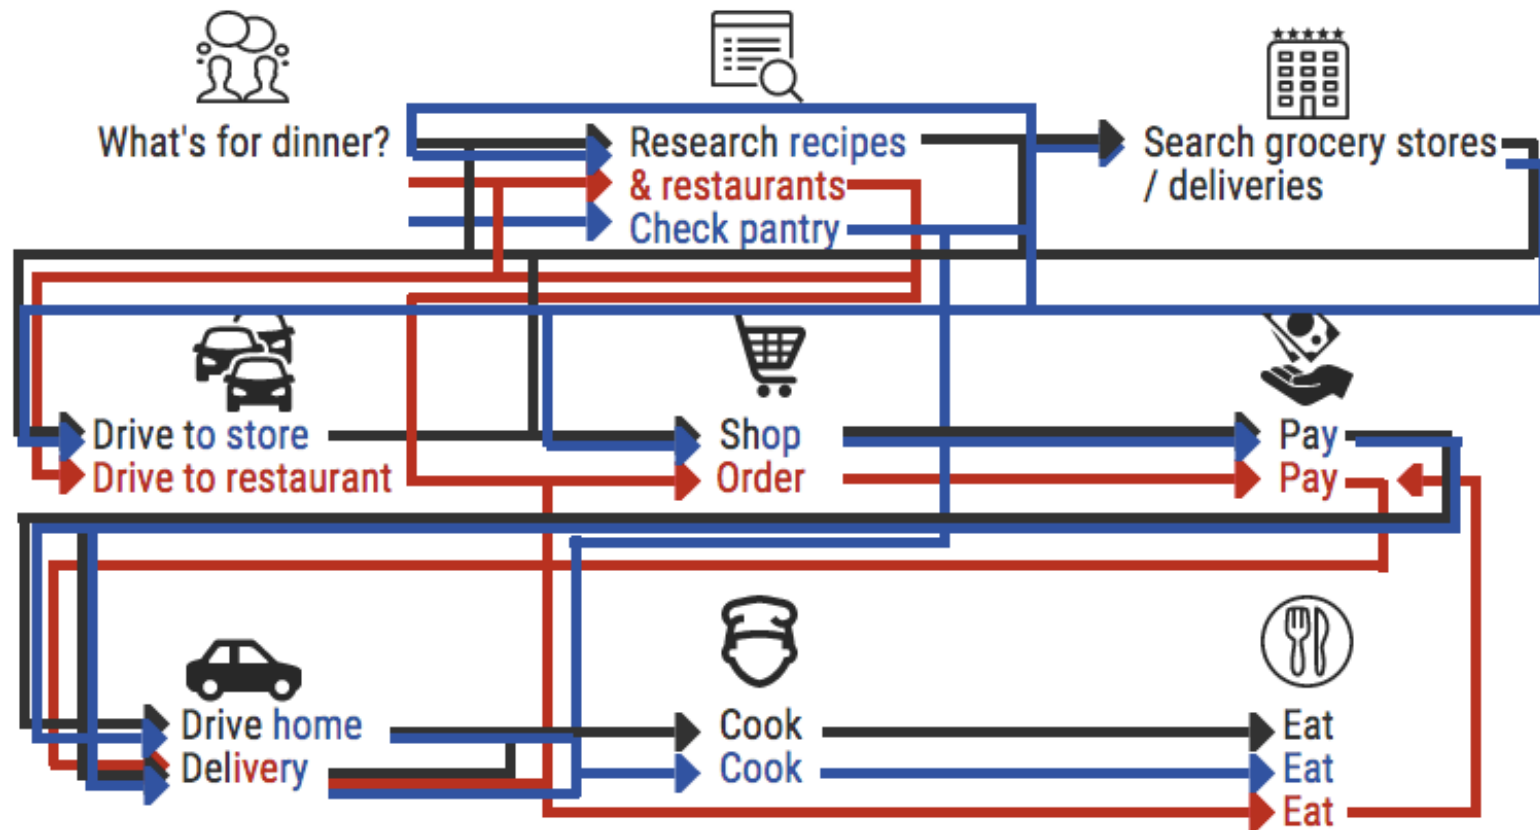 What's for dinner?
Research recipes
& restaurants
Check pantry
Search grocery stores
/ deliveries
Drive to store
Drive to restaurant
Shop
Order
Pay
Pay
Drive home
Delivery
Cook
Cook
Eat
Eat
Eat